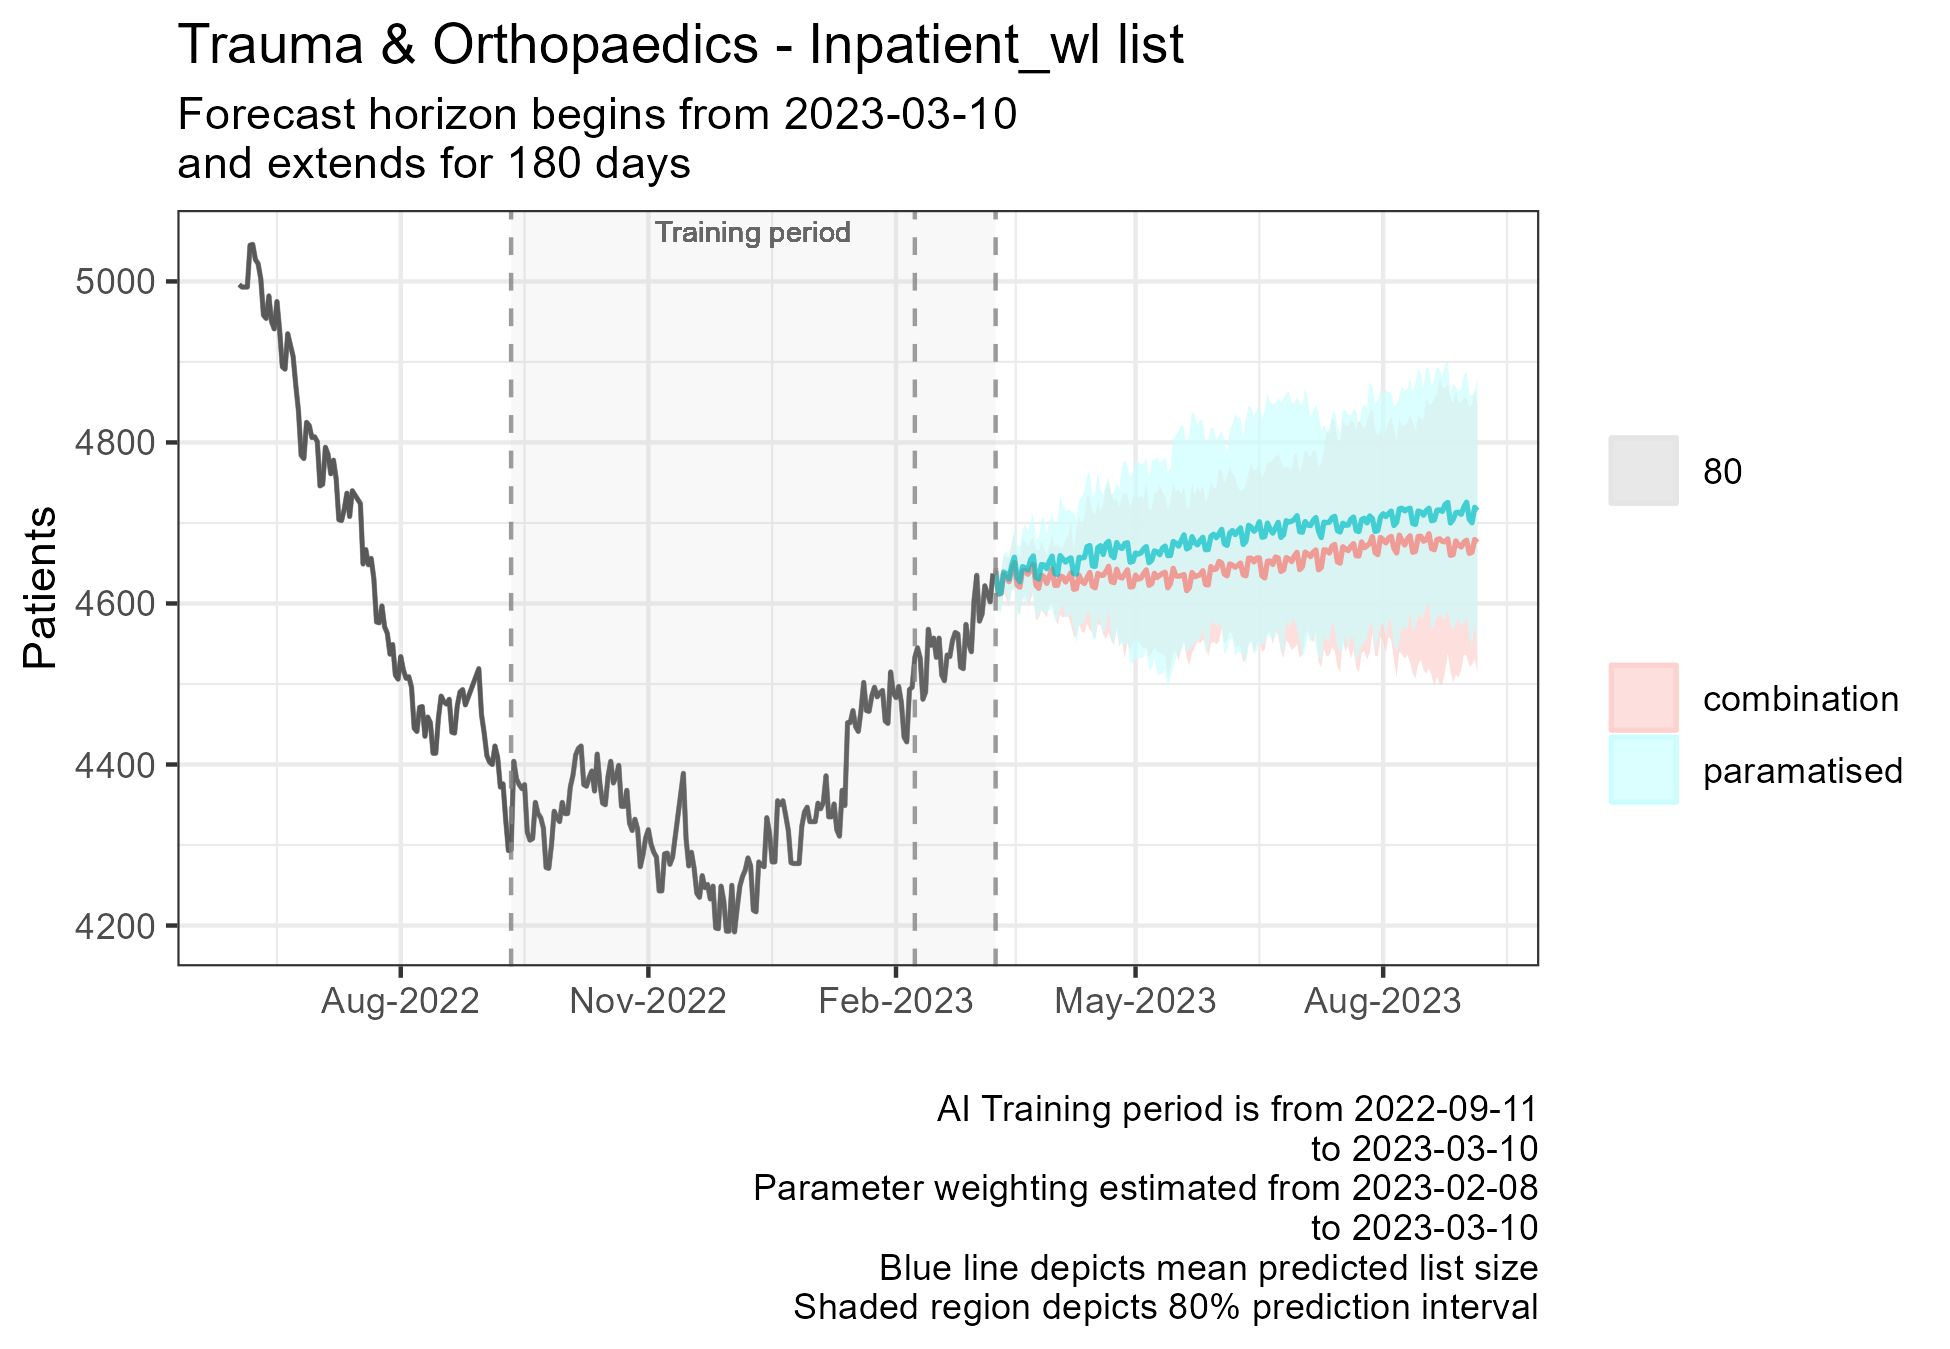 Trauma & Orthopaedics - Inpatient_wl list
Forecast horizon begins from 2023-03-10
and extends for 180 days
Training period
Patients
5000
4800
4600
4400
4200
Aug-2022
Nov-2022
Feb-2023
May-2023
Aug-2023
80
combination
paramatised
AI Training period is from 2022-09-11
to 2023-03-10
Parameter weighting estimated from 2023-02-08
to 2023-03-10
Blue line depicts mean predicted list size
Shaded region depicts 80% prediction interval